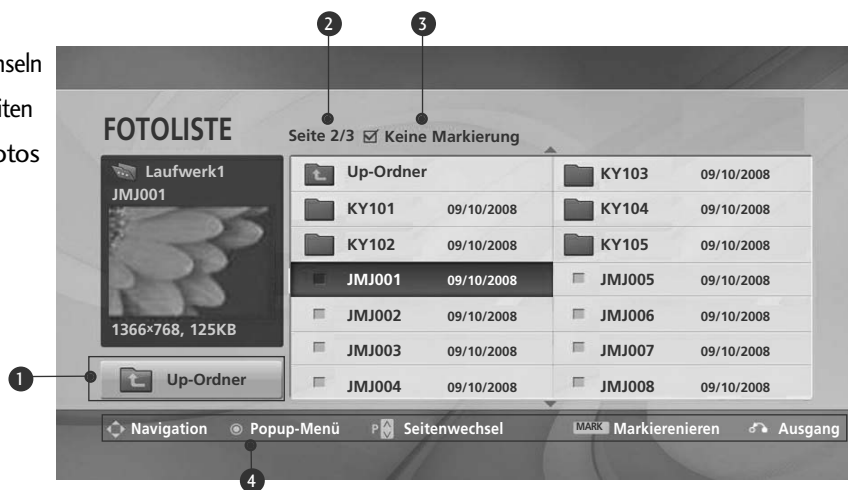 2 3
FOTOLISTE
Seite 2/3 Keine Markierung
Laufwerk1
JMJ001
1366×768, 125KB
1
Up-Ordner
Up-Ordner
KY101 09/10/2008
KY102 09/10/2008
JMJ001 09/10/2008
JMJ002 09/10/2008
JMJ003 09/10/2008
JMJ004 09/10/2008
KY103 09/10/2008
KY104 09/10/2008
KY105 09/10/2008
JMJ005 09/10/2008
JMJ006 09/10/2008
JMJ007 09/10/2008
JMJ008 09/10/2008
Navigation Popup-Menü P Seitenwechsel MARK Markierenieren Ausgang
4